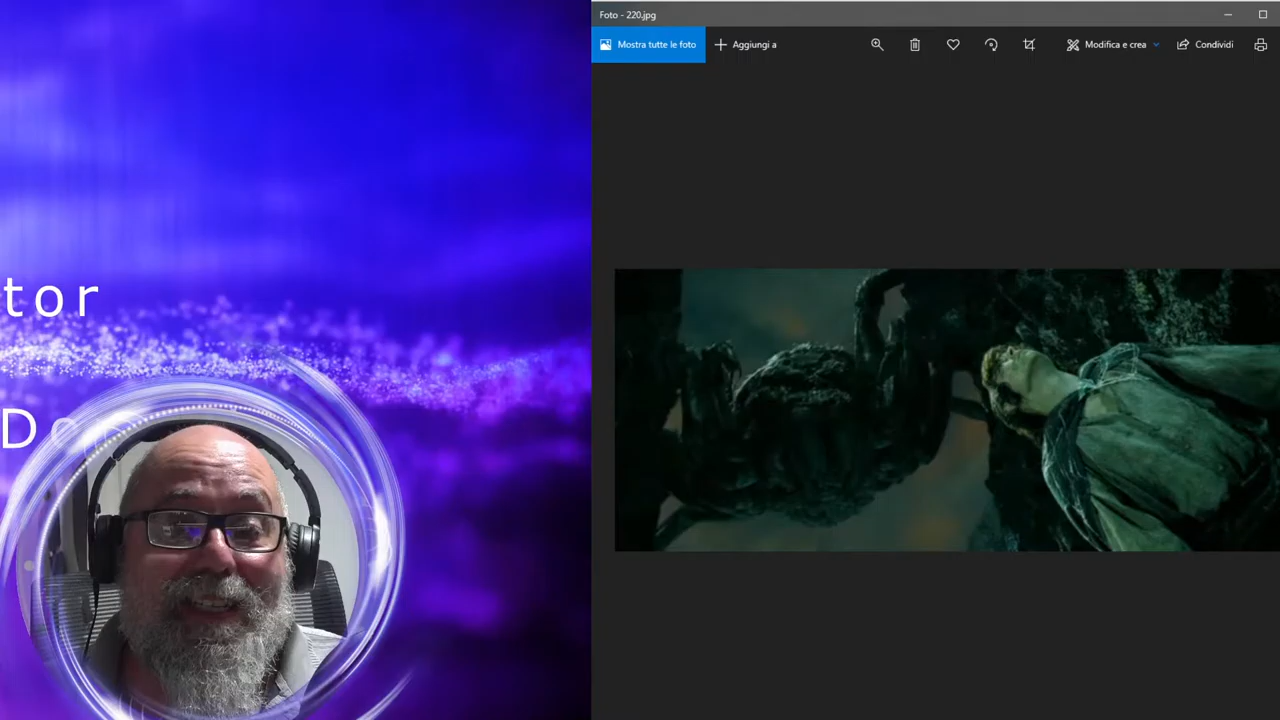 Foto - 220.jpg
Mostra tutte le foto
Aggiungi a
Modifica e crea
Condividi
tor